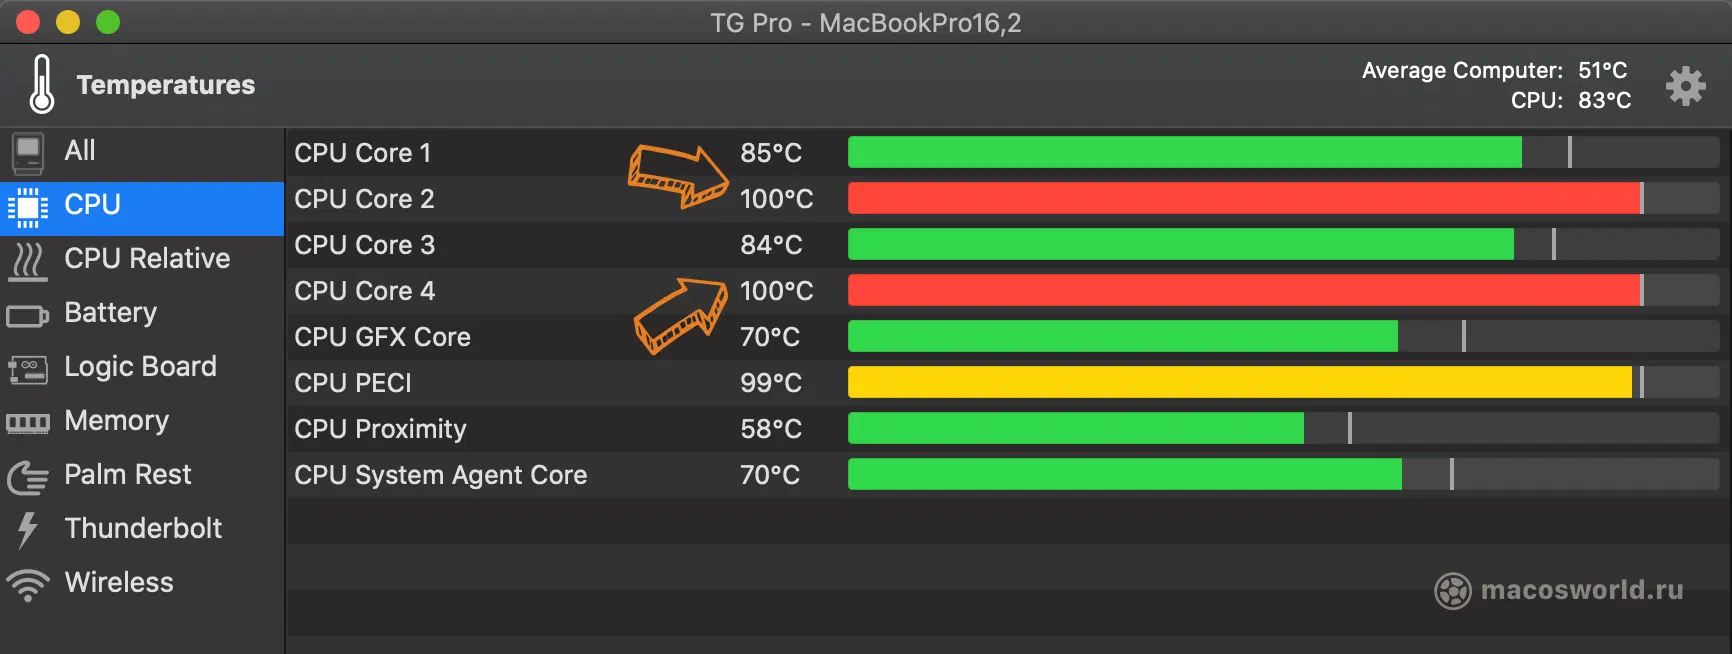 TG Pro - MacBookPro16,2
Temperatures
Average Computer: 51°C
CPU: 83°C
All
CPU
CPU Relative
Battery
Logic Board
Memory
Palm Rest
Thunderbolt
Wireless
CPU Core 1 85°C
CPU Core 2 100°C
CPU Core 3 84°C
CPU Core 4 100°C
CPU GFX Core 70°C
CPU PECI 99°C
CPU Proximity 58°C
CPU System Agent Core 70°C
macosworld.ru